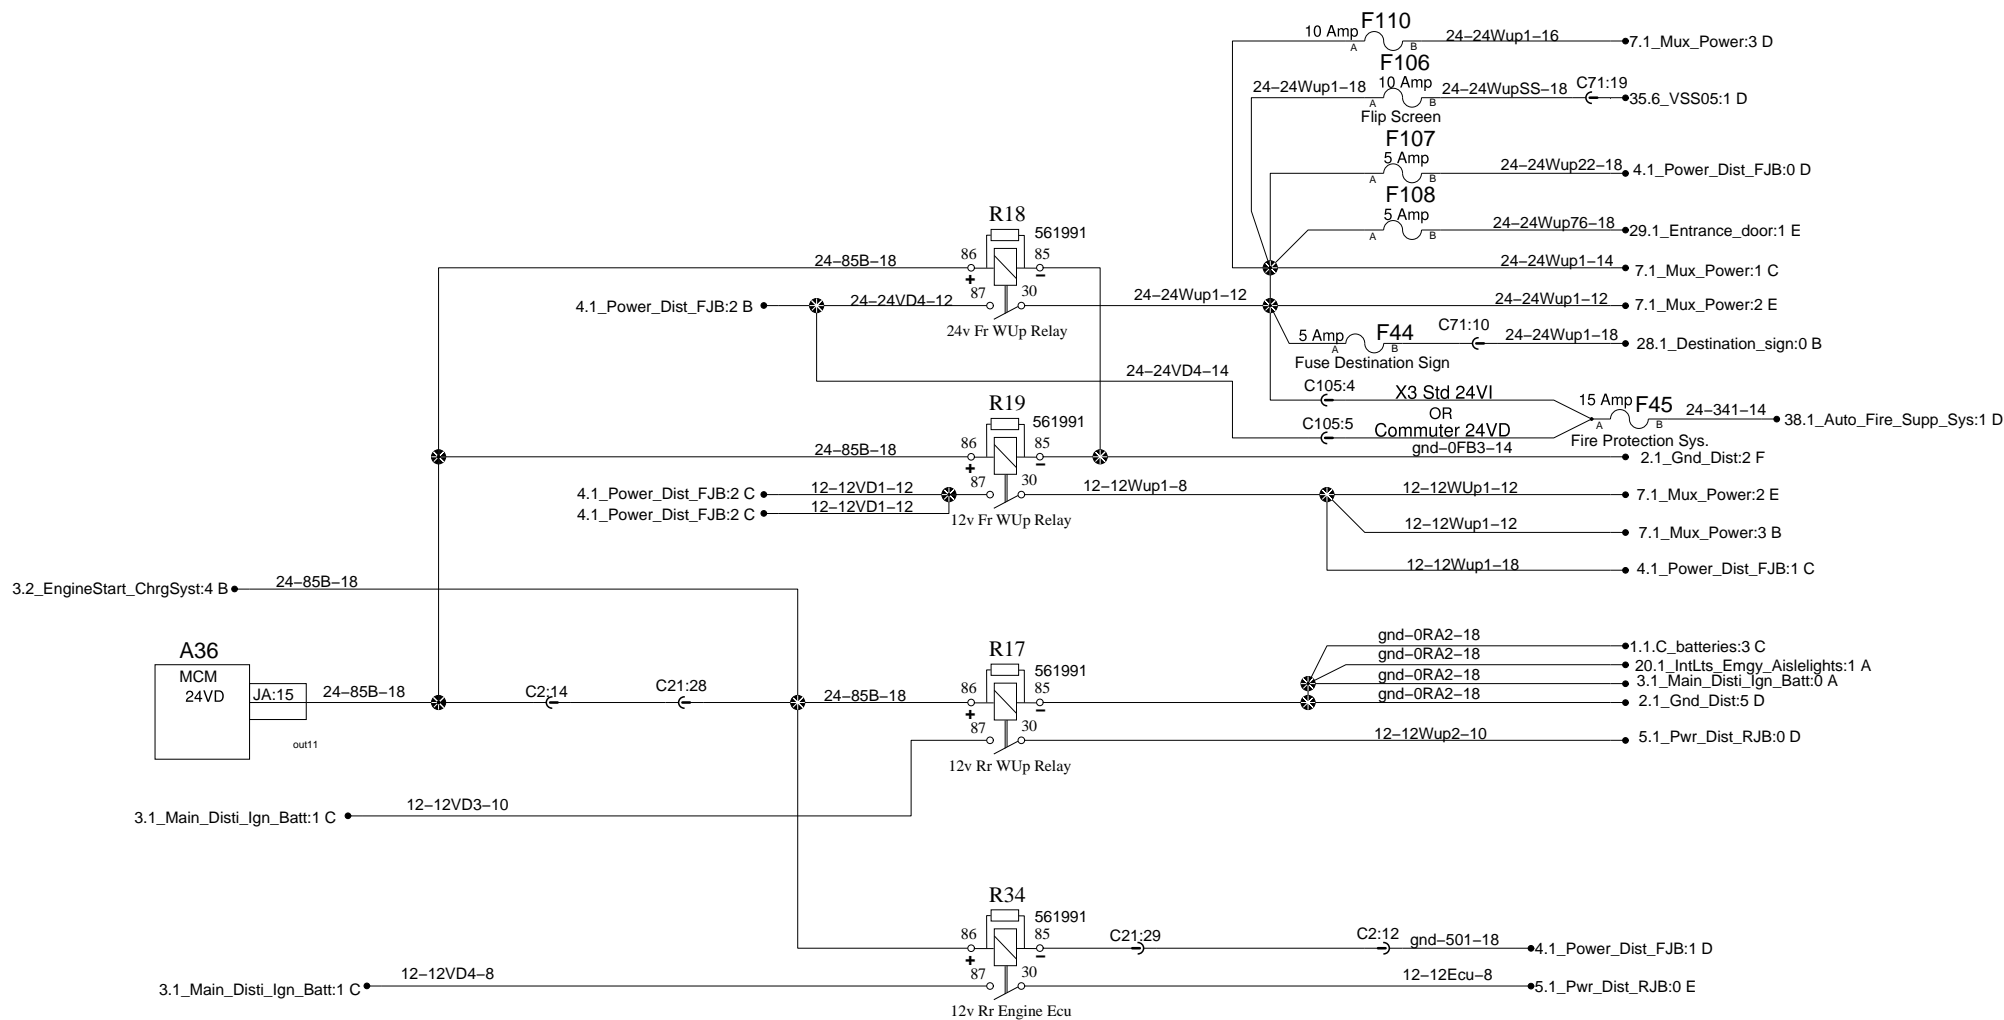 10 Amp F110 24-24Wup1-16 7.1_Mux_Power:3 D
A B
F106
24-24Wup1-18 10 Amp 24-24WupSS-18 C71:19 35.6_VSS05:1 D
A B
Flip Screen
F107
5 Amp 24-24Wup22-18 4.1_Power_Dist_FJB:0 D
A B
F108
5 Amp 24-24Wup76-18 29.1_Entrance_door:1 E
A B
R18
561991
24-85B-18 86 85 24-24Wup1-14 7.1_Mux_Power:1 C
+ −
4.1_Power_Dist_FJB:2 B 24-24VD4-12 87 30 24-24Wup1-12 24-24Wup1-12 7.1_Mux_Power:2 E
24v Fr WUp Relay
5 Amp F44 C71:10 24-24Wup1-18 28.1_Destination_sign:0 B
A B
Fuse Destination Sign
24-24VD4-14
C105:4 X3 Std 24VI
R19 OR 15 Amp F45 24-341-14 38.1_Auto_Fire_Supp_Sys:1 D
561991 C105:5 Commuter 24VD A B
Fire Protection Sys.
24-85B-18 86 85 gnd-0FB3-14 2.1_Gnd_Dist:2 F
+ −
4.1_Power_Dist_FJB:2 C 12-12VD1-12 87 30 12-12Wup1-8 12-12WUp1-12 7.1_Mux_Power:2 E
4.1_Power_Dist_FJB:2 C 12-12VD1-12
12v Fr WUp Relay
12-12Wup1-12 7.1_Mux_Power:3 B
12-12Wup1-18 4.1_Power_Dist_FJB:1 C
3.2_EngineStart_ChrgSyst:4 B 24-85B-18
A36
R17
gnd-0RA2-18 1.1.C_batteries:3 C
gnd-0RA2-18 20.1_IntLts_Emgy_Aislelights:1 A
gnd-0RA2-18 3.1_Main_Disti_Ign_Batt:0 A
MCM
24VD
JA:15 24-85B-18 C2:14 C21:28 24-85B-18 86 561991 85 gnd-0RA2-18 2.1_Gnd_Dist:5 D
+ −
out11
87 30 12-12Wup2-10 5.1_Pwr_Dist_RJB:0 D
12v Rr WUp Relay
3.1_Main_Disti_Ign_Batt:1 C 12-12VD3-10
R34
561991
86 85 C21:29 C2:12 gnd-501-18 4.1_Power_Dist_FJB:1 D
+ −
3.1_Main_Disti_Ign_Batt:1 C 12-12VD4-8 87 30 12-12Ecu-8 5.1_Pwr_Dist_RJB:0 E
12v Rr Engine Ecu